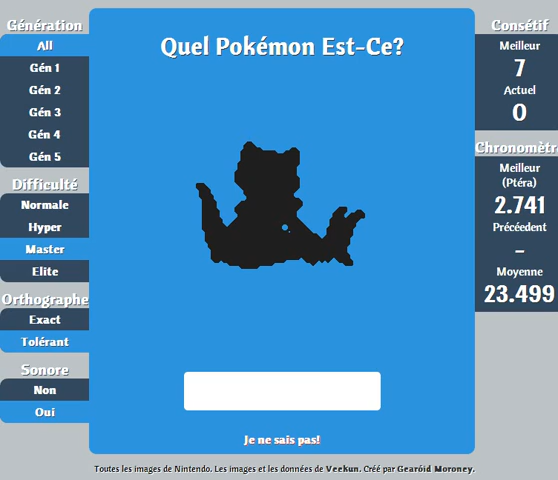 Génération
All
Gén 1
Gén 2
Gén 3
Gén 4
Gén 5
Difficulté
Normale
Hyper
Master
Elite
Orthographe
Exact
Tolérant
Sonore
Non
Oui
Quel Pokémon Est-Ce?
Je ne sais pas!
Consétif
Meilleur
7
Actuel
0
Chronomètre
Meilleur
(Ptéra)
2.741
Précéedent
–
Moyenne
23.499
Toutes les images de Nintendo. Les images et les données de Veekun. Créé par Gearóid Moroney.